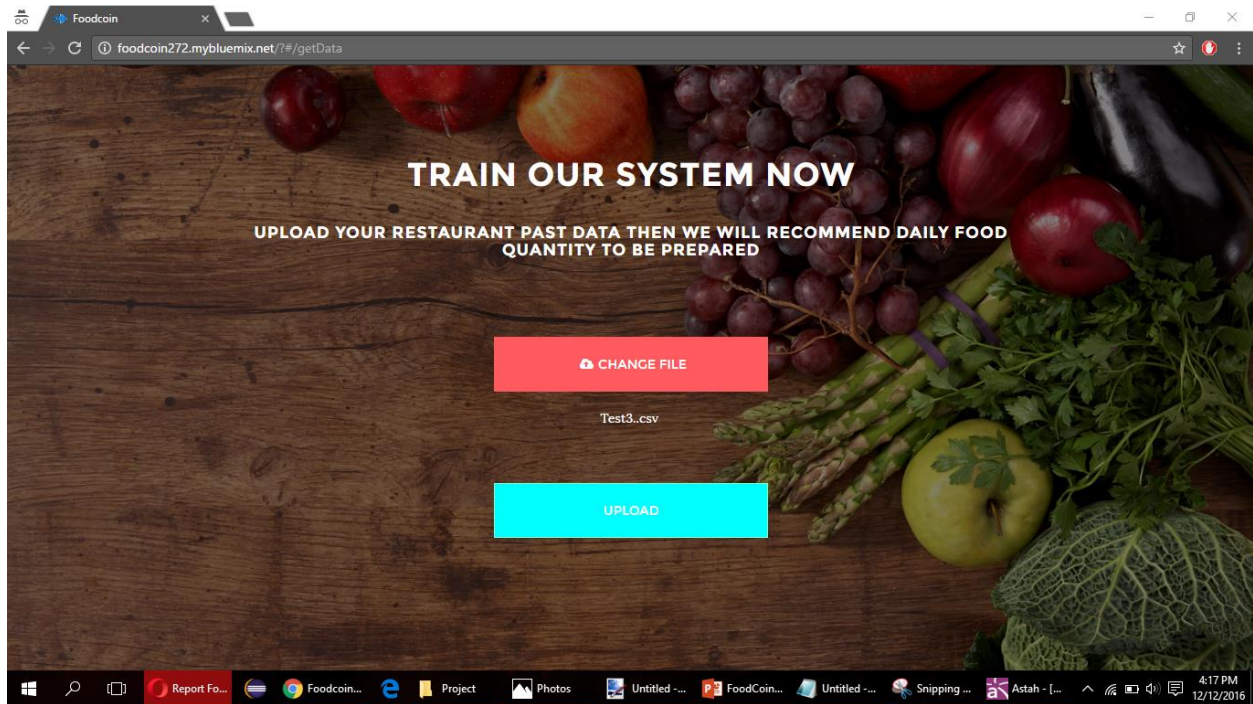 Foodcoin
foodcoin272.mybluemix.net/?#/getData
TRAIN OUR SYSTEM NOW
UPLOAD YOUR RESTAURANT PAST DATA THEN WE WILL RECOMMEND DAILY FOOD
QUANTITY TO BE PREPARED
CHANGE FILE
Test3..csv
UPLOAD
Report Fo... Foodcoin... Project Photos Untitled -... FoodCoin... Untitled -... Snipping ... Astah - [... 4:17 PM
12/12/2016